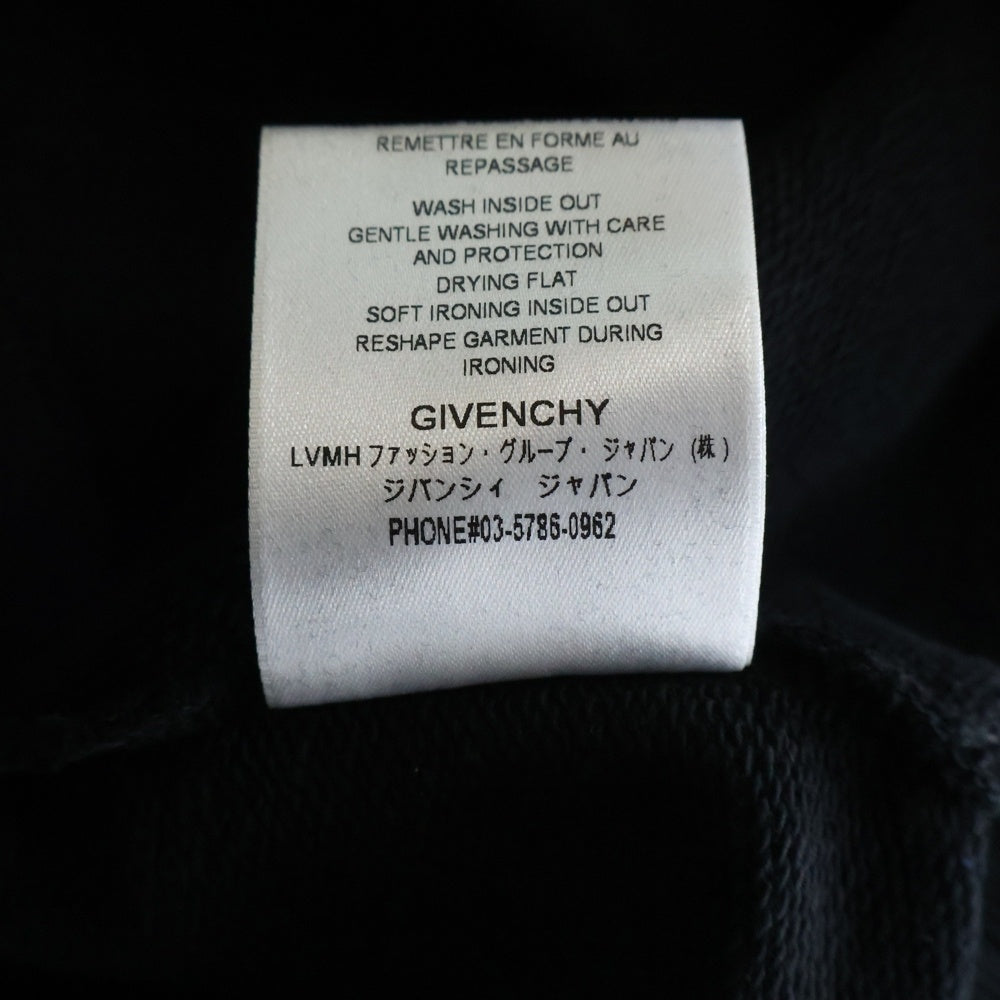 REMETTRE EN FORME AU
REPASSAGE
WASH INSIDE OUT
GENTLE WASHING WITH CARE
AND PROTECTION
DRYING FLAT
SOFT IRONING INSIDE OUT
RESHAPE GARMENT DURING
IRONING
GIVENCHY
LVMH ファッション・グループ・ ジャパン (株)
ジバンシィ ジャパン
PHONE#03-5786-0962